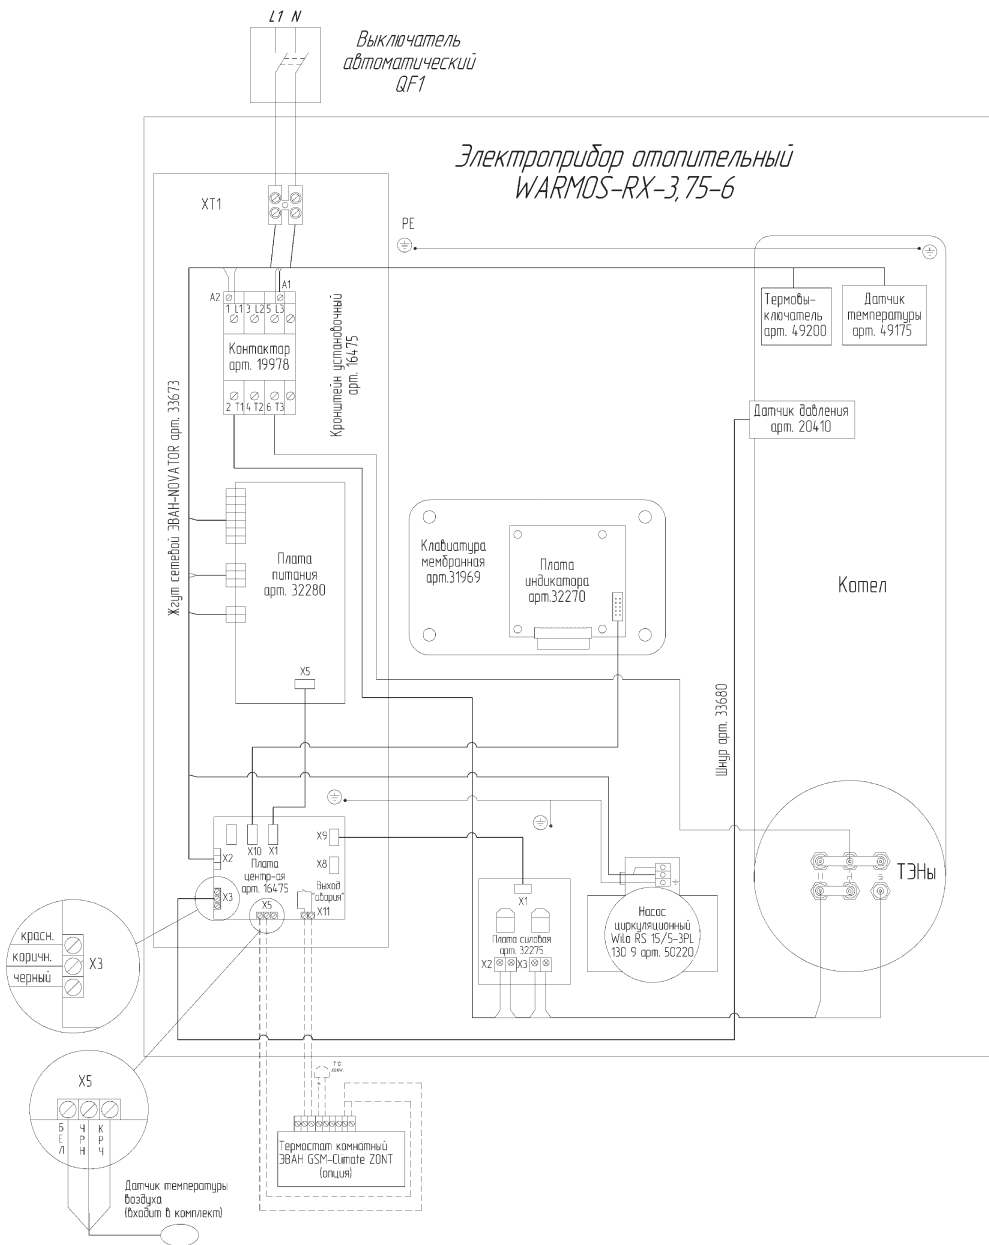 L1 N
Выключатель
автоматический
QF1
Электроприбор отопительный
WARMOS-RX-3,75-6
XT1
PE
A2
A1
1 L1 3 L2 5 L3
Контактор
арт. 19978
2 T1 4 T2 6 T3
Кронштейн установочный
арт. 16475
Термовы-
ключатель
арт. 49200
Датчик
температуры
арт. 49175
Датчик давления
арт. 20410
Жгут сетевой ЭВАН-NOVATOR арт. 33673
Плата
питания
арт. 32280
X5
Клавиатура
мембранная
арт.31969
Плата
индикатора
арт.32270
Котел
Шнур арт. 33680
X10 X1
X2
X9
X8
Плата
центр-ая
арт. 16475
Выход
"авария"
X3
X5
X11
X1
Плата силовая
арт. 32275
X2
X3
Насос
циркуляционный
Wilo RS 15/5-3PL
130 9 арт. 50220
ТЭНы
красн.
коричн.
черный
X3
X5
БЕЛ
ЧРН
КРЧ
Датчик температуры
воздуха
(входит в комплект)
Термостат комнатный
ЭВАН GSM-Climate ZONT
(опция)